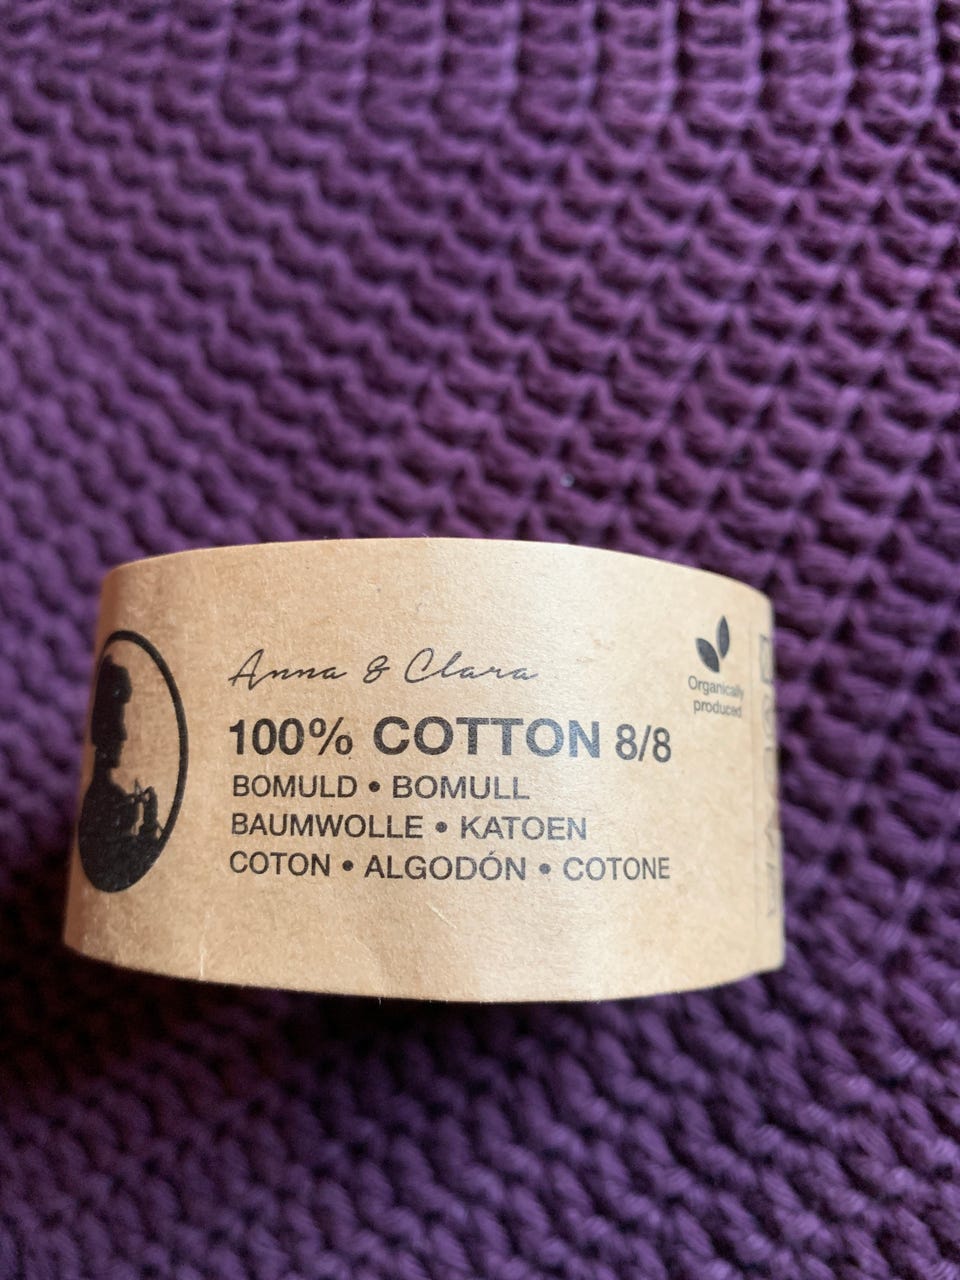 Anna & Clara
100% COTTON 8/8
BOMULD • BOMULL
BAUMWOLLE • KATOEN
COTON • ALGODÓN • COTONE
Organically
produced